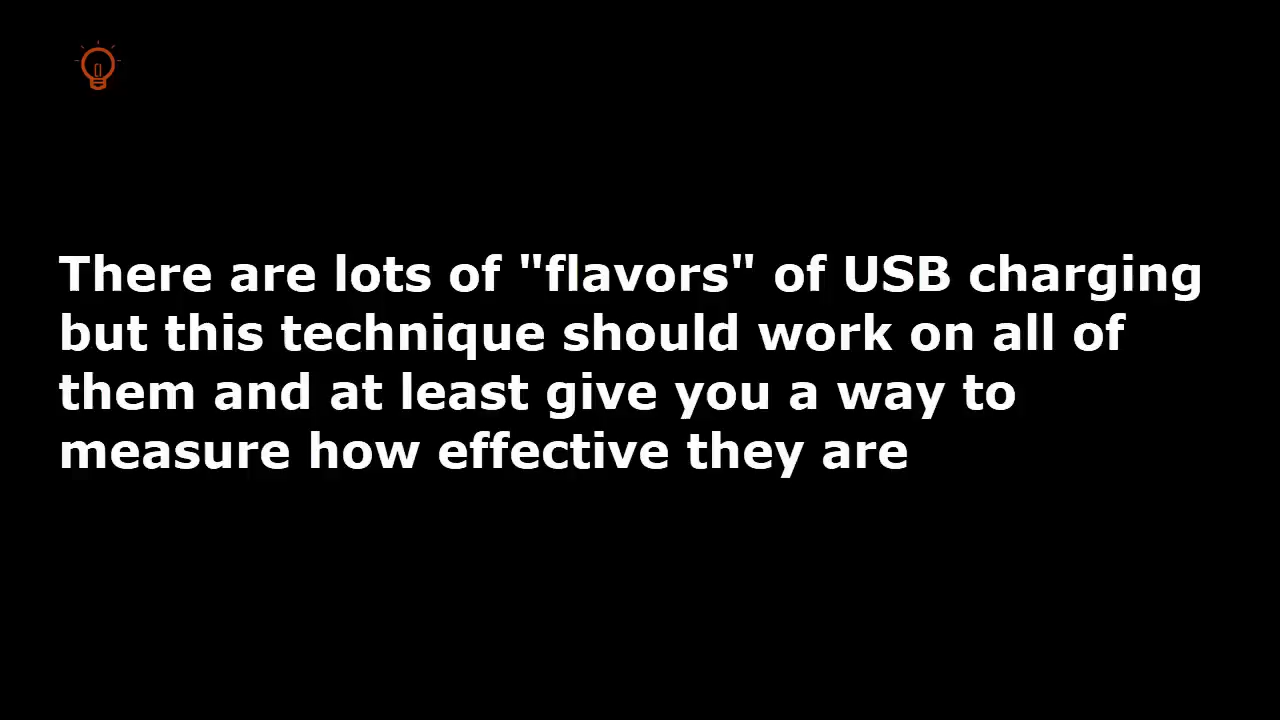 There are lots of "flavors" of USB charging
but this technique should work on all of
them and at least give you a way to
measure how effective they are